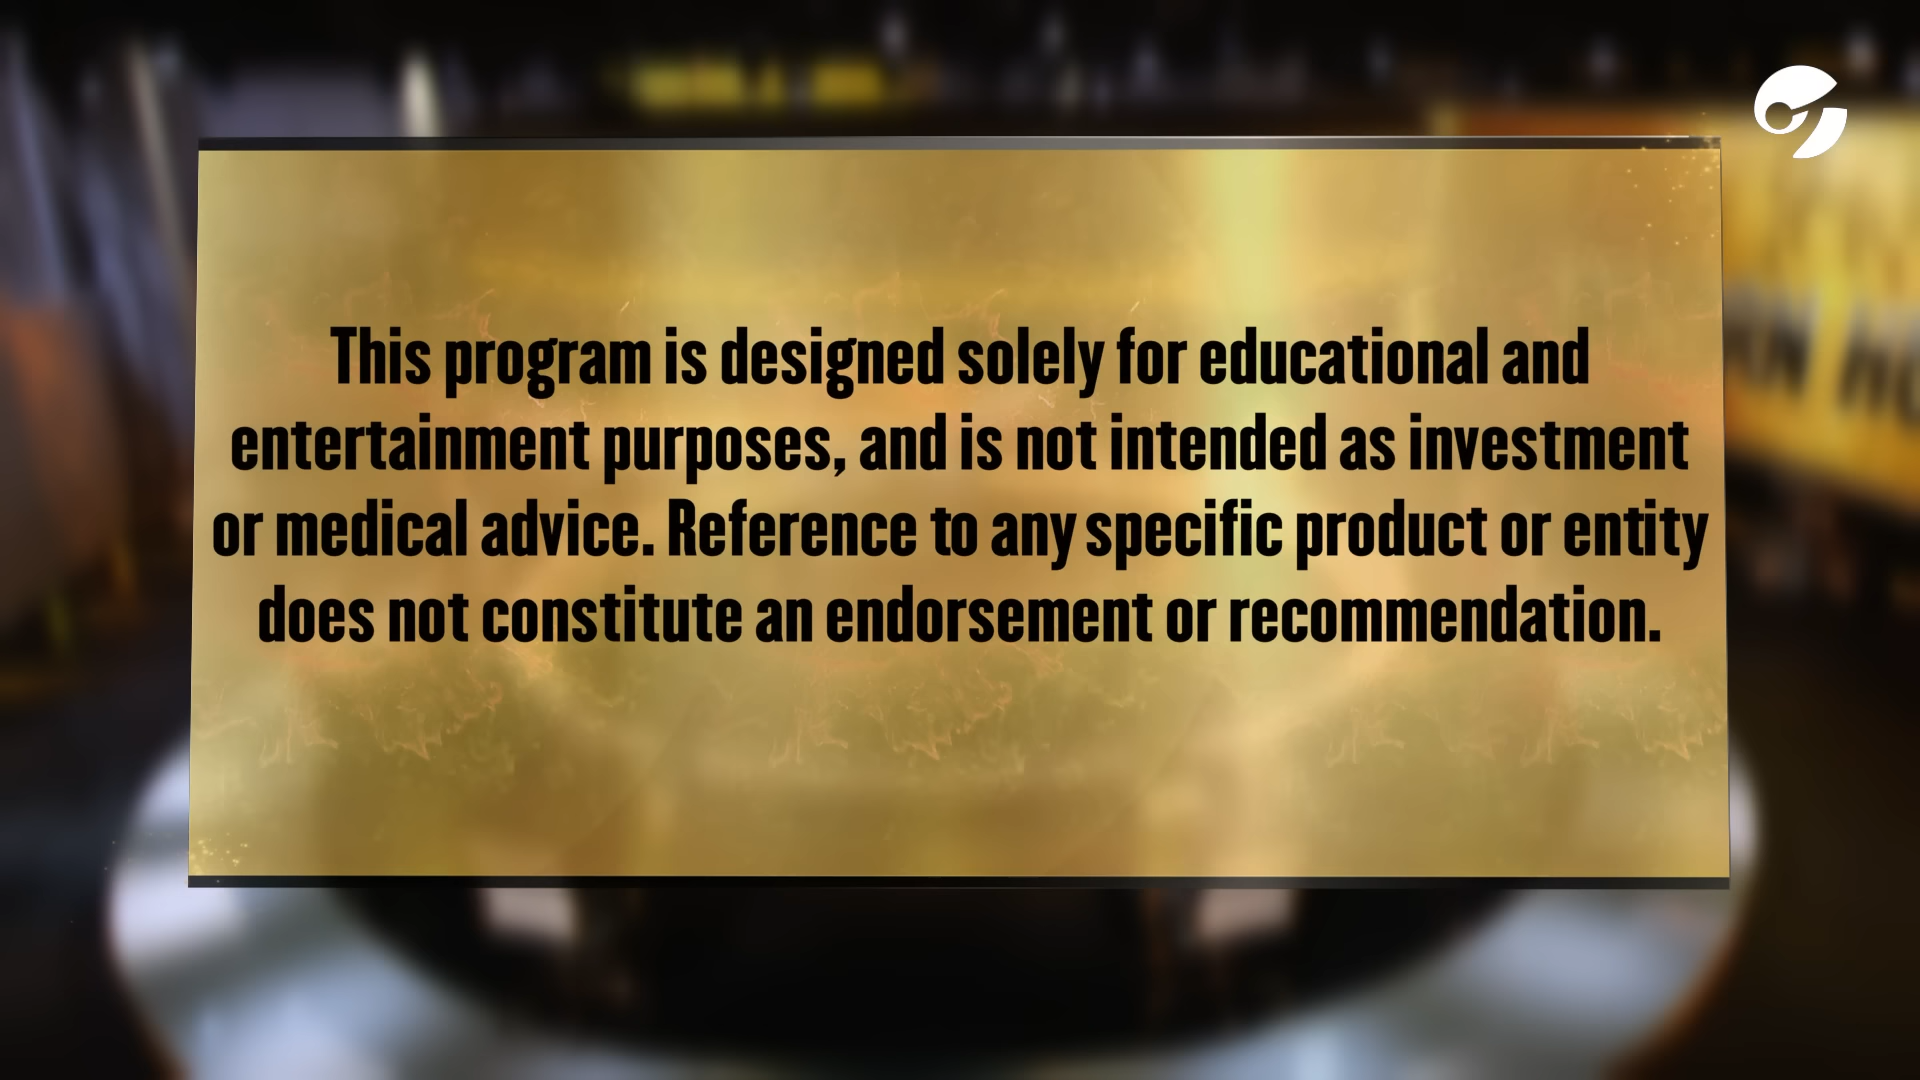 This program is designed solely for educational and
entertainment purposes, and is not intended as investment
or medical advice. Reference to any specific product or entity
does not constitute an endorsement or recommendation.